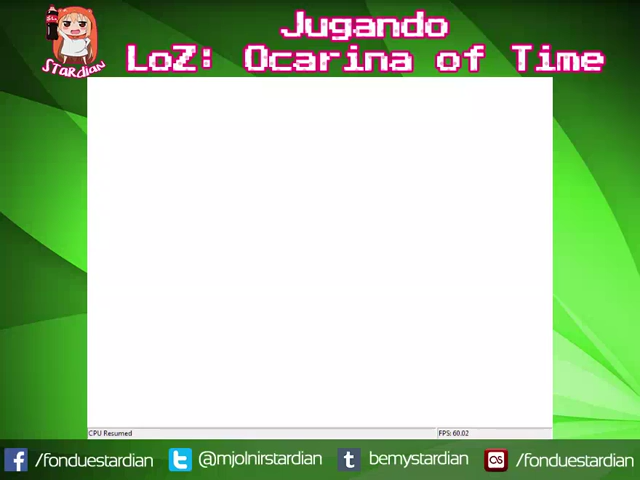 Jugando
LoZ: Ocarina of Time
STARDIAN
CPU Resumed
FPS: 60.02
/fonduestardian
@mjolnirstardian
bemystardian
/fonduestardian